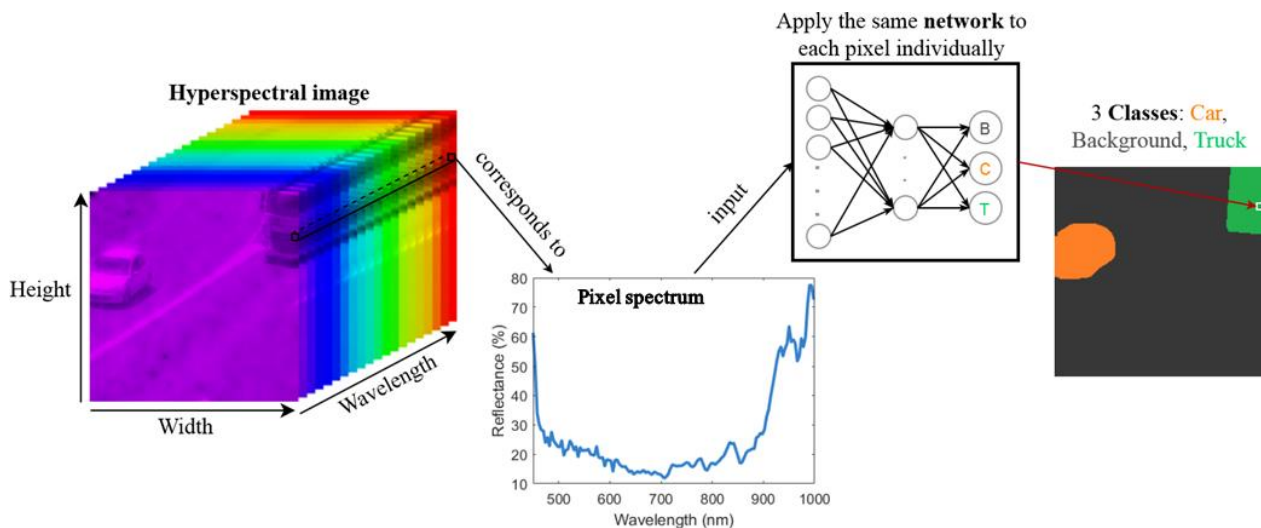 Apply the same network to
each pixel individually
Hyperspectral image
3 Classes: Car,
Background, Truck
B
C
T
corresponds to
input
Height
Width
Wavelength
Pixel spectrum
Reflectance (%)
80
70
60
50
40
30
20
10
500 600 700 800 900 1000
Wavelength (nm)